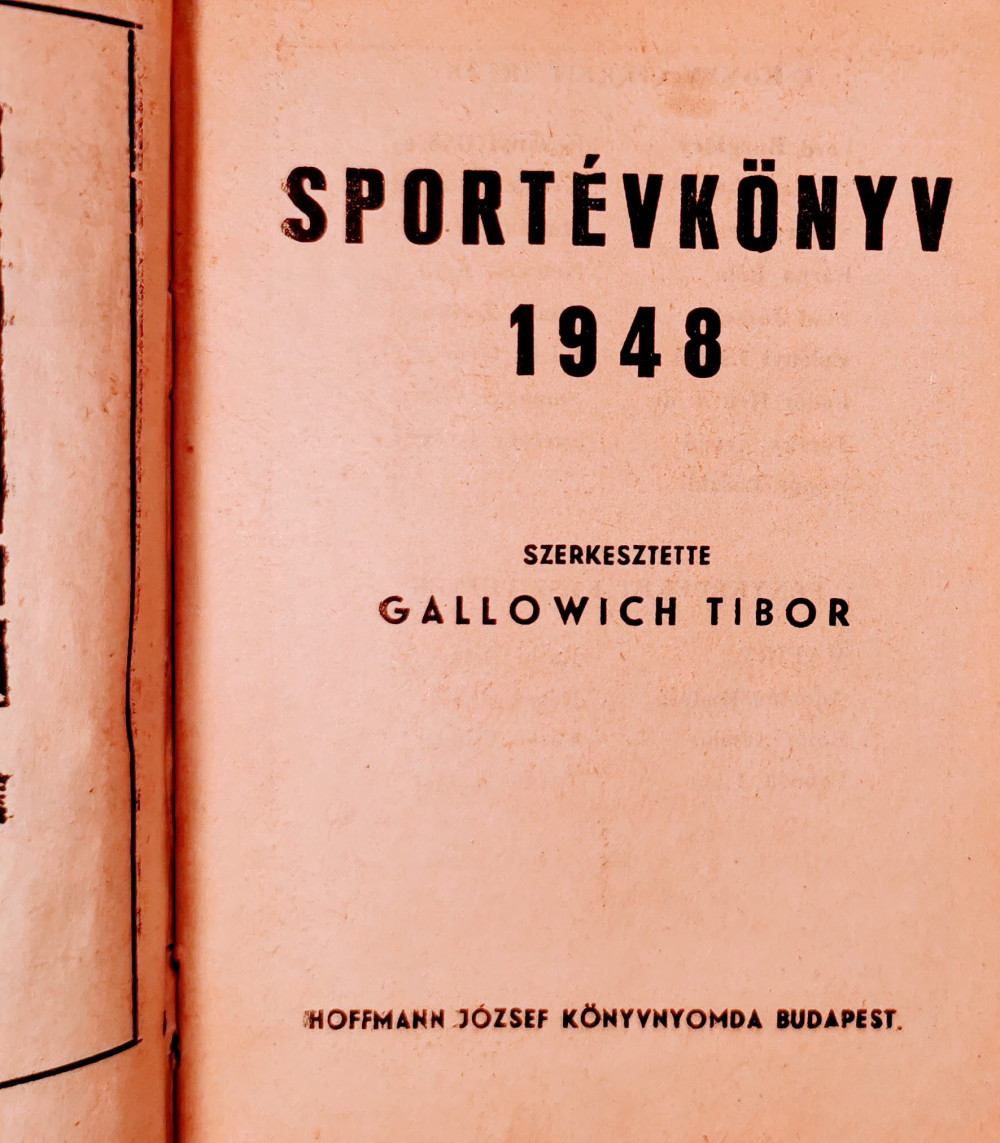 SPORTÉVKÖNYV
1948
SZERKESZTETTE
GALLOWICH TIBOR
HOFFMANN JÓZSEF KÖNYVNYOMDA BUDAPEST.